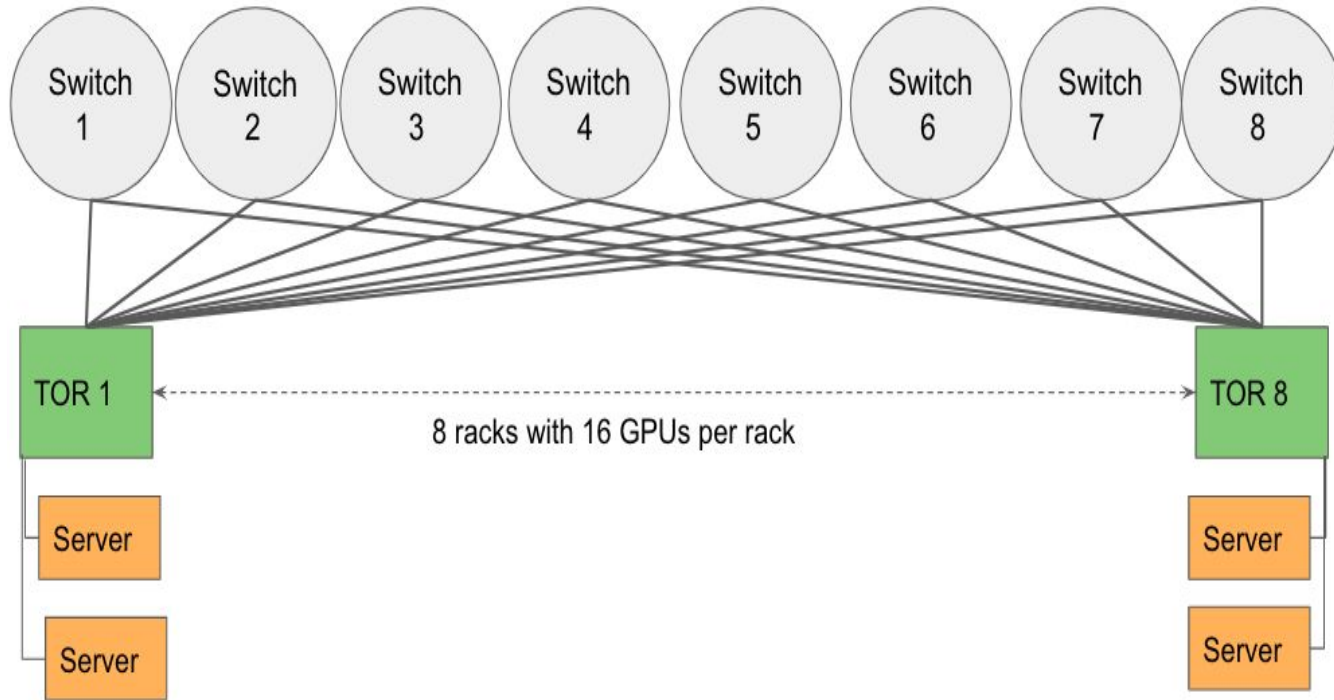 Switch
1
Switch
2
Switch
3
Switch
4
Switch
5
Switch
6
Switch
7
Switch
8
TOR 1
TOR 8
8 racks with 16 GPUs per rack
Server
Server
Server
Server